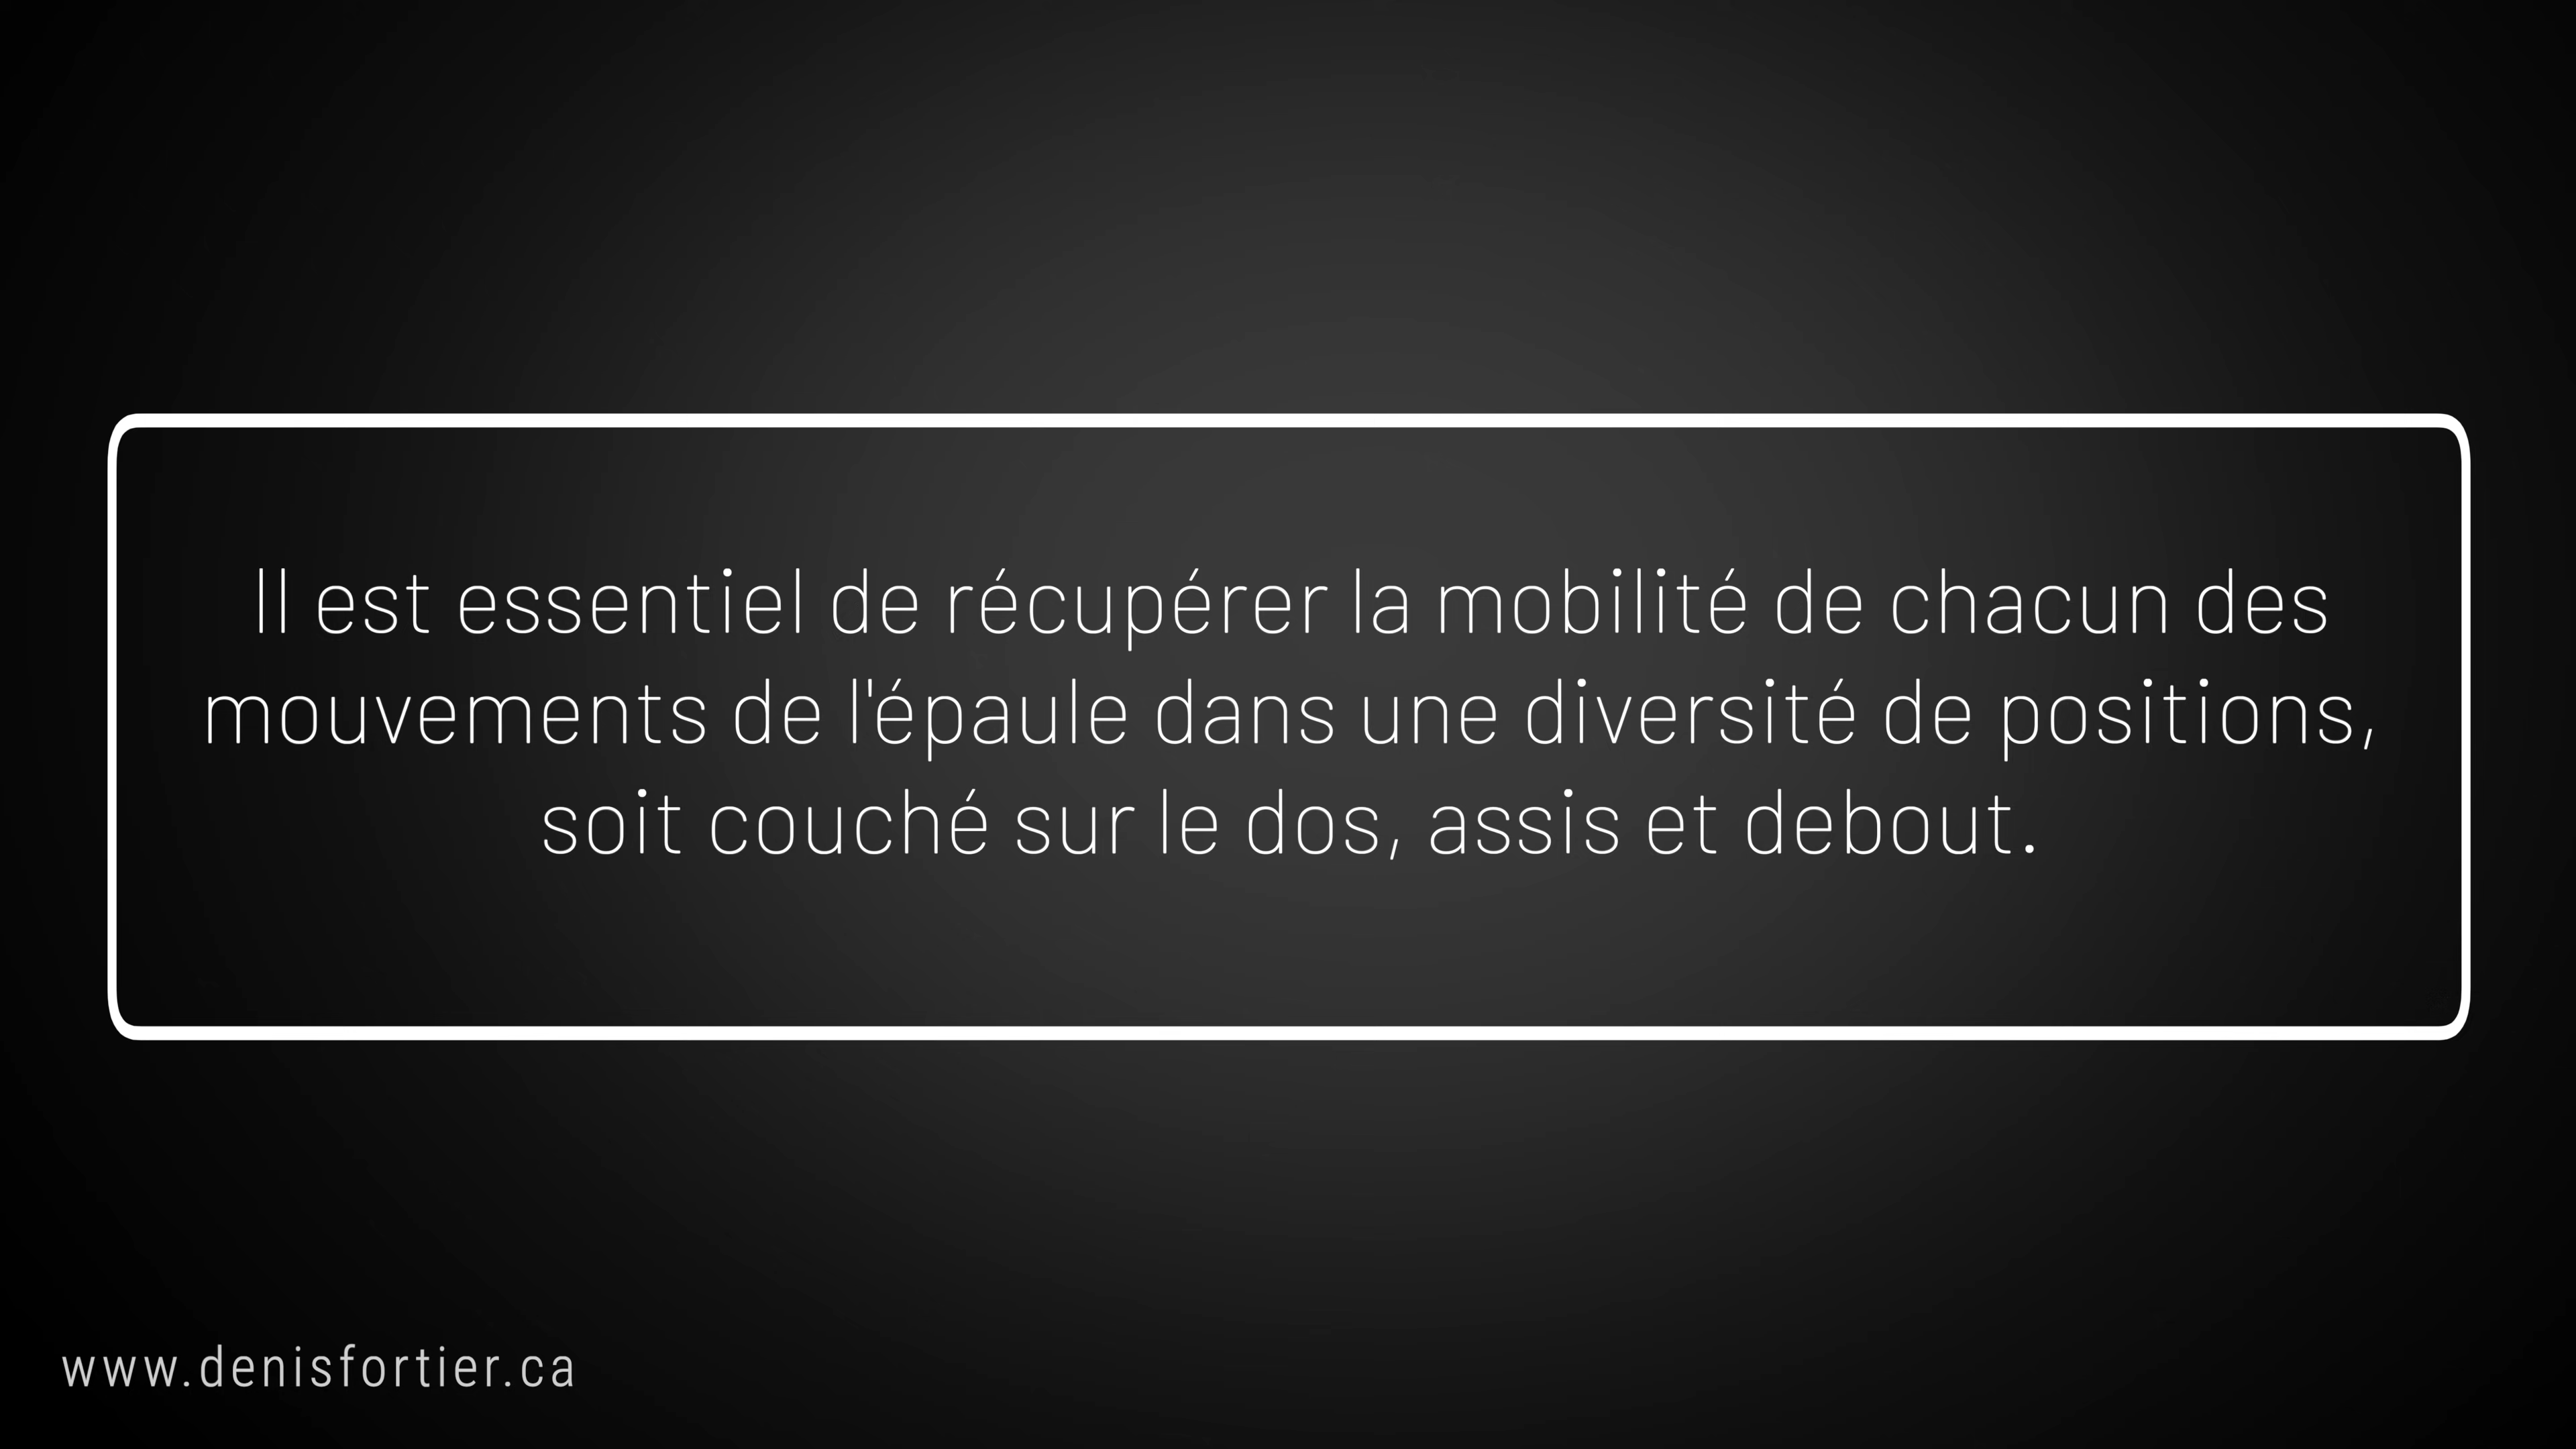 Il est essentiel de récupérer la mobilité de chacun des
mouvements de l'épaule dans une diversité de positions,
soit couché sur le dos, assis et debout.
www.denisfortier.ca